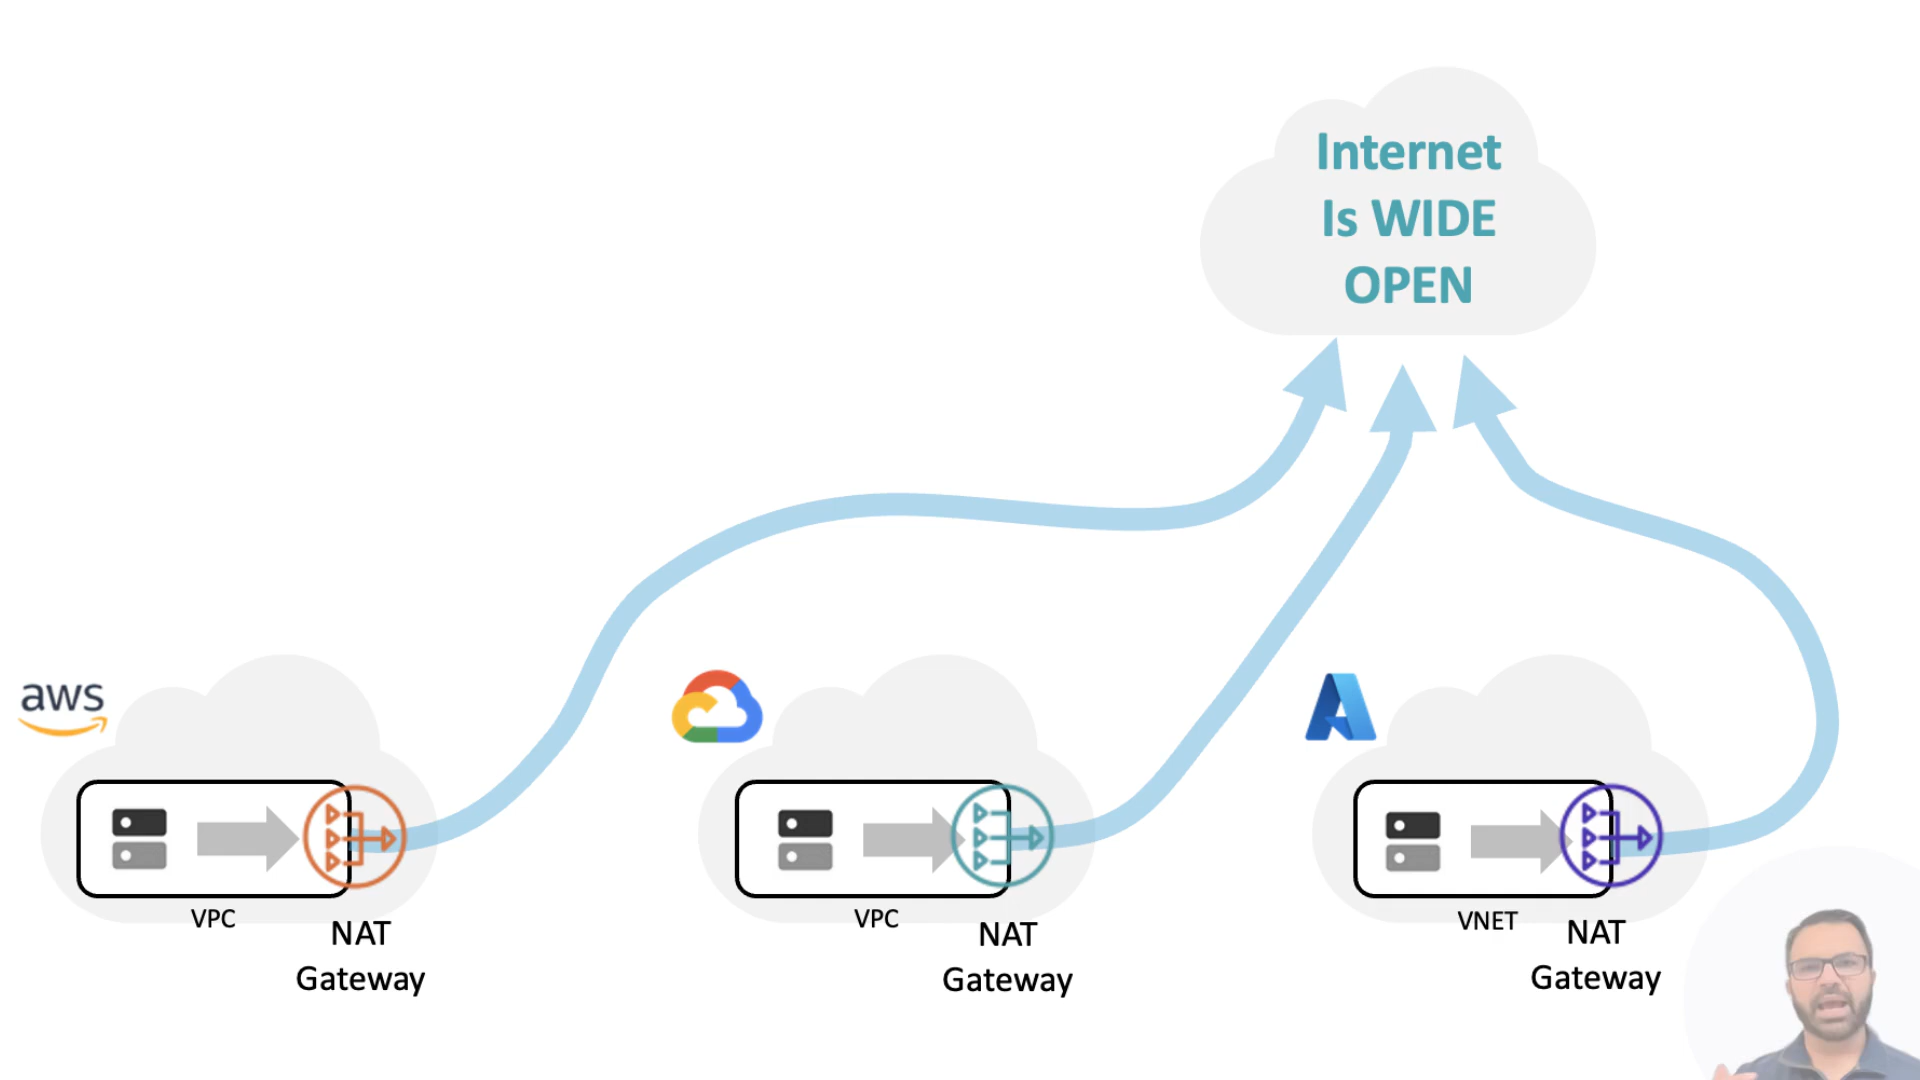 Internet
Is WIDE
OPEN
aws
VPC
NAT
Gateway
VPC
NAT
Gateway
VNET
NAT
Gateway